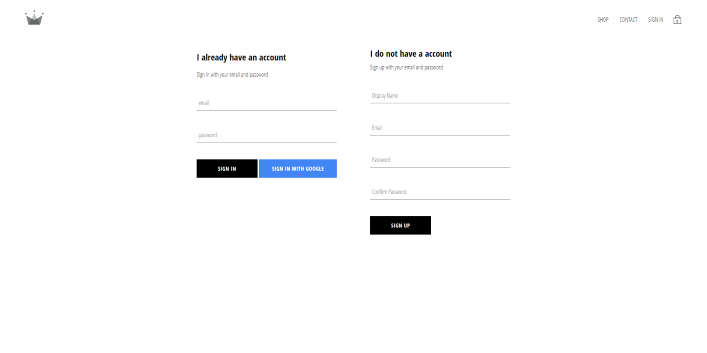 SHOP
CONTACT
SIGN IN
I already have an account
Sign in with your email and password
email
password
SIGN IN
SIGN IN WITH GOOGLE
I do not have a account
Sign up with your email and password
Display Name
Email
Password
Confirm Password
SIGN UP